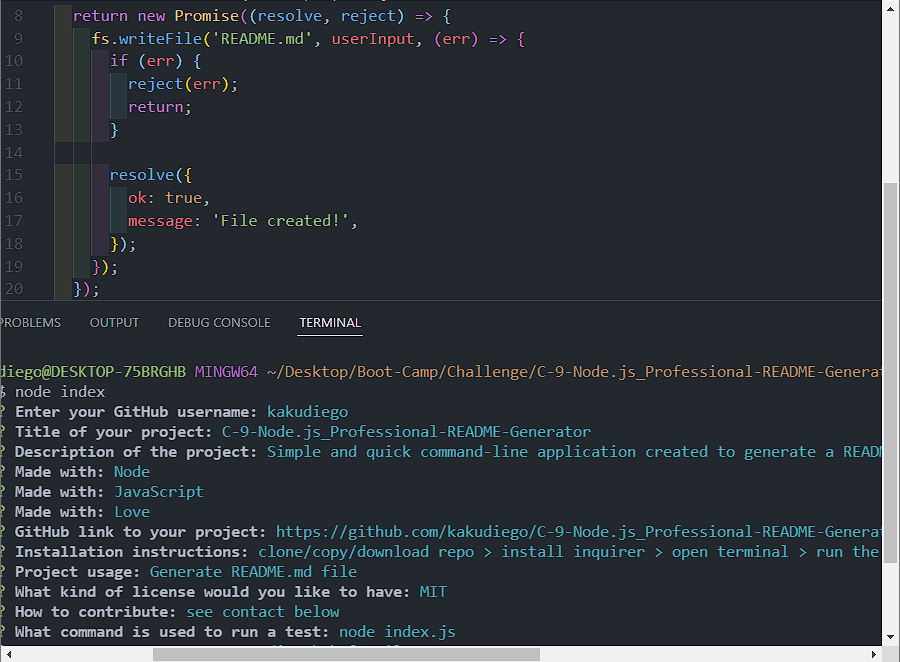 8 return new Promise((resolve, reject) => {
9 fs.writeFile('README.md', userInput, (err) => {
10 if (err) {
11 reject(err);
12 return;
13 }
14
15 resolve({
16 ok: true,
17 message: 'File created!',
18 });
19 });
20 });
PROBLEMS OUTPUT DEBUG CONSOLE TERMINAL
diego@DESKTOP-75BRGHB MINGW64 ~/Desktop/Boot-Camp/Challenge/C-9-Node.js_Professional-README-Generat
$ node index
? Enter your GitHub username: kakudiego
? Title of your project: C-9-Node.js_Professional-README-Generator
? Description of the project: Simple and quick command-line application created to generate a READM
? Made with: Node
? Made with: JavaScript
? Made with: Love
? GitHub link to your project: https://github.com/kakudiego/C-9-Node.js_Professional-README-Generat
? Installation instructions: clone/copy/download repo > install inquirer > open terminal > run the
? Project usage: Generate README.md file
? What kind of license would you like to have: MIT
? How to contribute: see contact below
? What command is used to run a test: node index.js